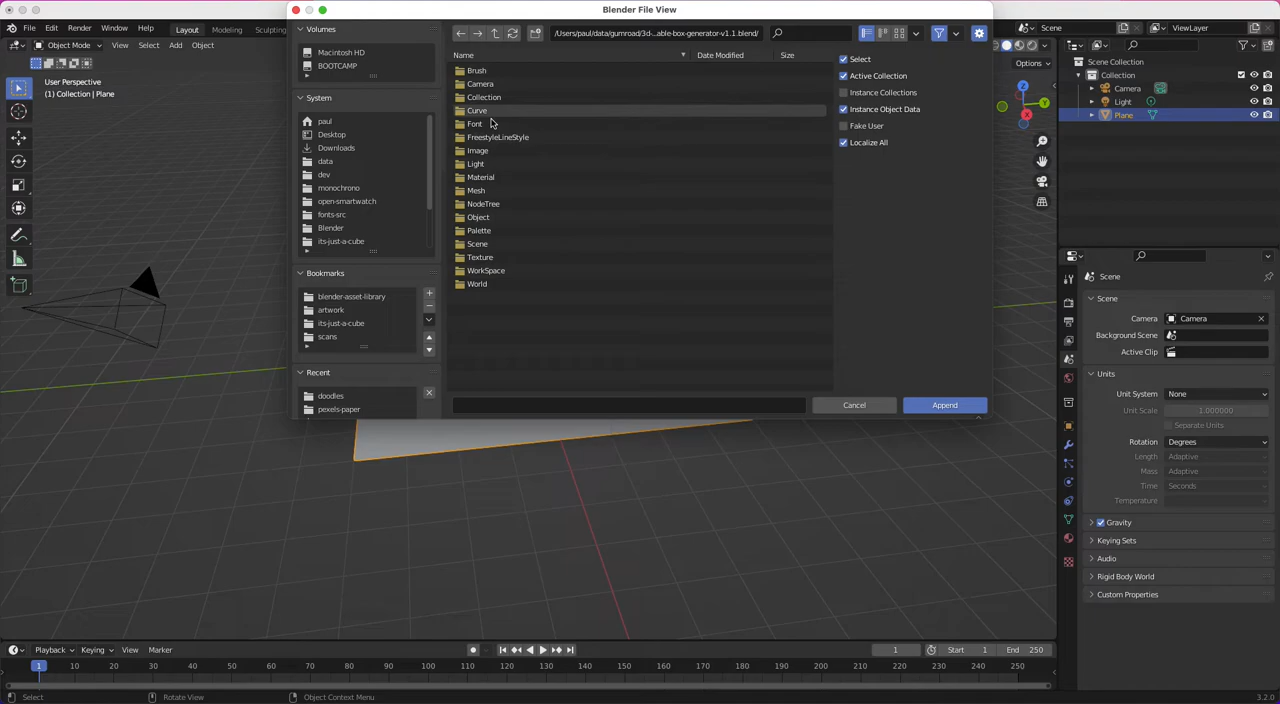 Blender File View
File Edit Render Window Help Layout Modeling Sculpting Scene ViewLayer
Object Mode View Select Add Object
User Perspective
(1) Collection | Plane
Volumes
Macintosh HD
BOOTCAMP
System
paul
Desktop
Downloads
data
dev
monochrono
open-smartwatch
fonts-src
Blender
its-just-a-cube
Bookmarks
blender-asset-library
artwork
its-just-a-cube
scans
Recent
doodles
pexels-paper
/Users/paul/data/gumroad/3d-...able-box-generator-v1.1.blend/
Name Date Modified Size
Brush
Camera
Collection
Curve
Font
FreestyleLineStyle
Image
Light
Material
Mesh
NodeTree
Object
Palette
Scene
Texture
WorkSpace
World
Select
Active Collection
Instance Collections
Instance Object Data
Fake User
Localize All
Cancel Append
Options
Scene Collection
Collection
Camera
Light
Plane
Scene
Scene
Camera Camera
Background Scene
Active Clip
Units
Unit System None
Unit Scale 1.000000
Separate Units
Rotation Degrees
Length Adaptive
Mass Adaptive
Time Seconds
Temperature
Gravity
Keying Sets
Audio
Rigid Body World
Custom Properties
Playback Keying View Marker 1 Start 1 End 250
1 10 20 30 40 50 60 70 80 90 100 110 120 130 140 150 160 170 180 190 200 210 220 230 240 250
Select Rotate View Object Context Menu 3.2.0